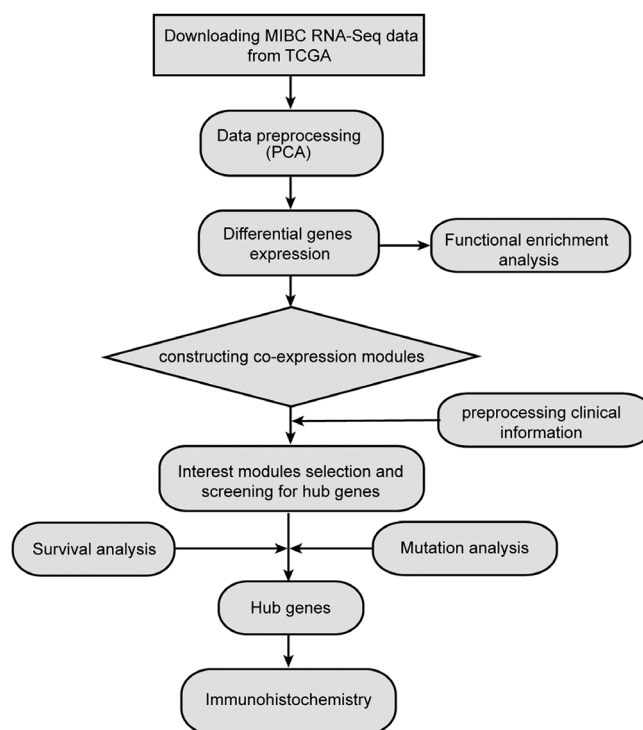 Downloading MIBC RNA-Seq data
from TCGA
Data preprocessing
(PCA)
Differential genes
expression
Functional enrichment
analysis
constructing co-expression modules
preprocessing clinical
information
Interest modules selection and
screening for hub genes
Survival analysis
Mutation analysis
Hub genes
Immunohistochemistry